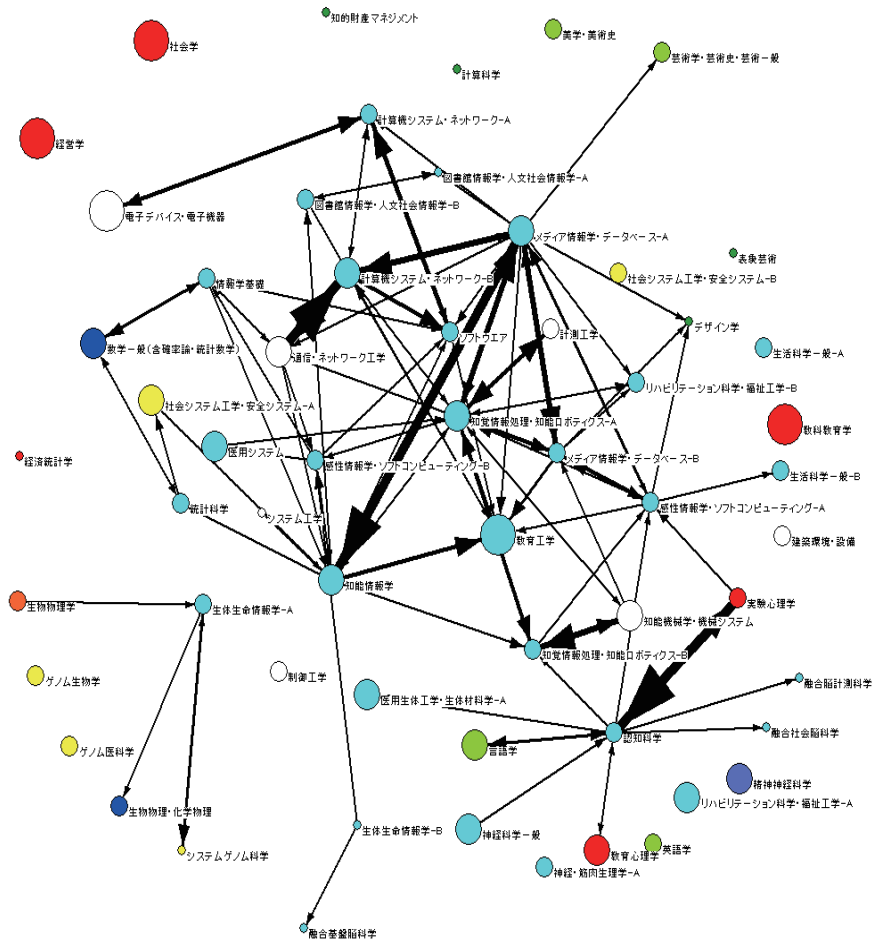 知的財産マネジメント
美学・美術史
社会学
芸術学・芸術史・芸術一般
計算科学
計算機システム・ネットワーク-A
経営学
図書館情報学・人文社会情報学-A
図書館情報学・人文社会情報学-B
電子デバイス・電子機器
メディア情報学・データベース-A
表象芸術
計算機システム・ネットワーク-B
社会システム工学・安全システム-B
情報学基礎
デザイン学
ソフトウエア
計測工学
数学一般(含確率論・統計数学)
通信・ネットワーク工学
生活科学一般-A
リハビリテーション科学・福祉工学-B
社会システム工学・安全システム-A
知覚情報処理・知能ロボティクス-A
教科教育学
医用システム
メディア情報学・データベース-B
経済統計学
感性情報学・ソフトコンピューティング-B
生活科学一般-B
統計科学
感性情報学・ソフトコンピューティング-A
システム工学
教育工学
建築環境・設備
知能情報学
生物物理学
生体生命情報学-A
実験心理学
知能機械学・機械システム
知覚情報処理・知能ロボティクス-B
制御工学
ゲノム生物学
融合脳計測科学
医用生体工学・生体材料学-A
融合社会脳科学
認知科学
ゲノム医科学
言語学
精神神経科学
リハビリテーション科学・福祉工学-A
生物物理・化学物理
生体生命情報学-B
神経科学一般
英語学
システムゲノム科学
教育心理学
神経・筋肉生理学-A
融合基盤脳科学